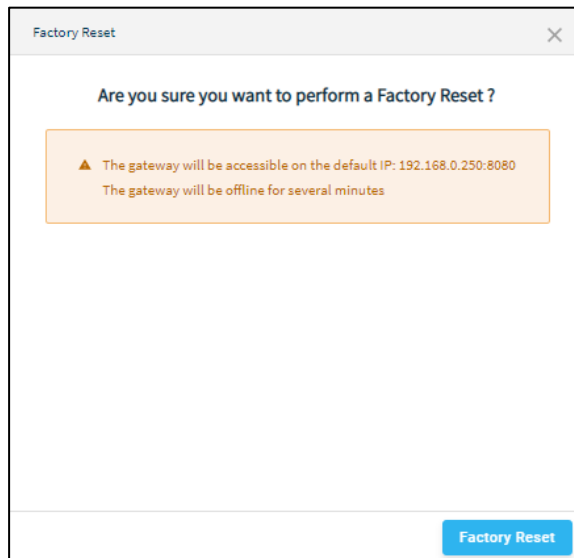 Factory Reset
Are you sure you want to perform a Factory Reset ?
The gateway will be accessible on the default IP: 192.168.0.250:8080
The gateway will be offline for several minutes
Factory Reset